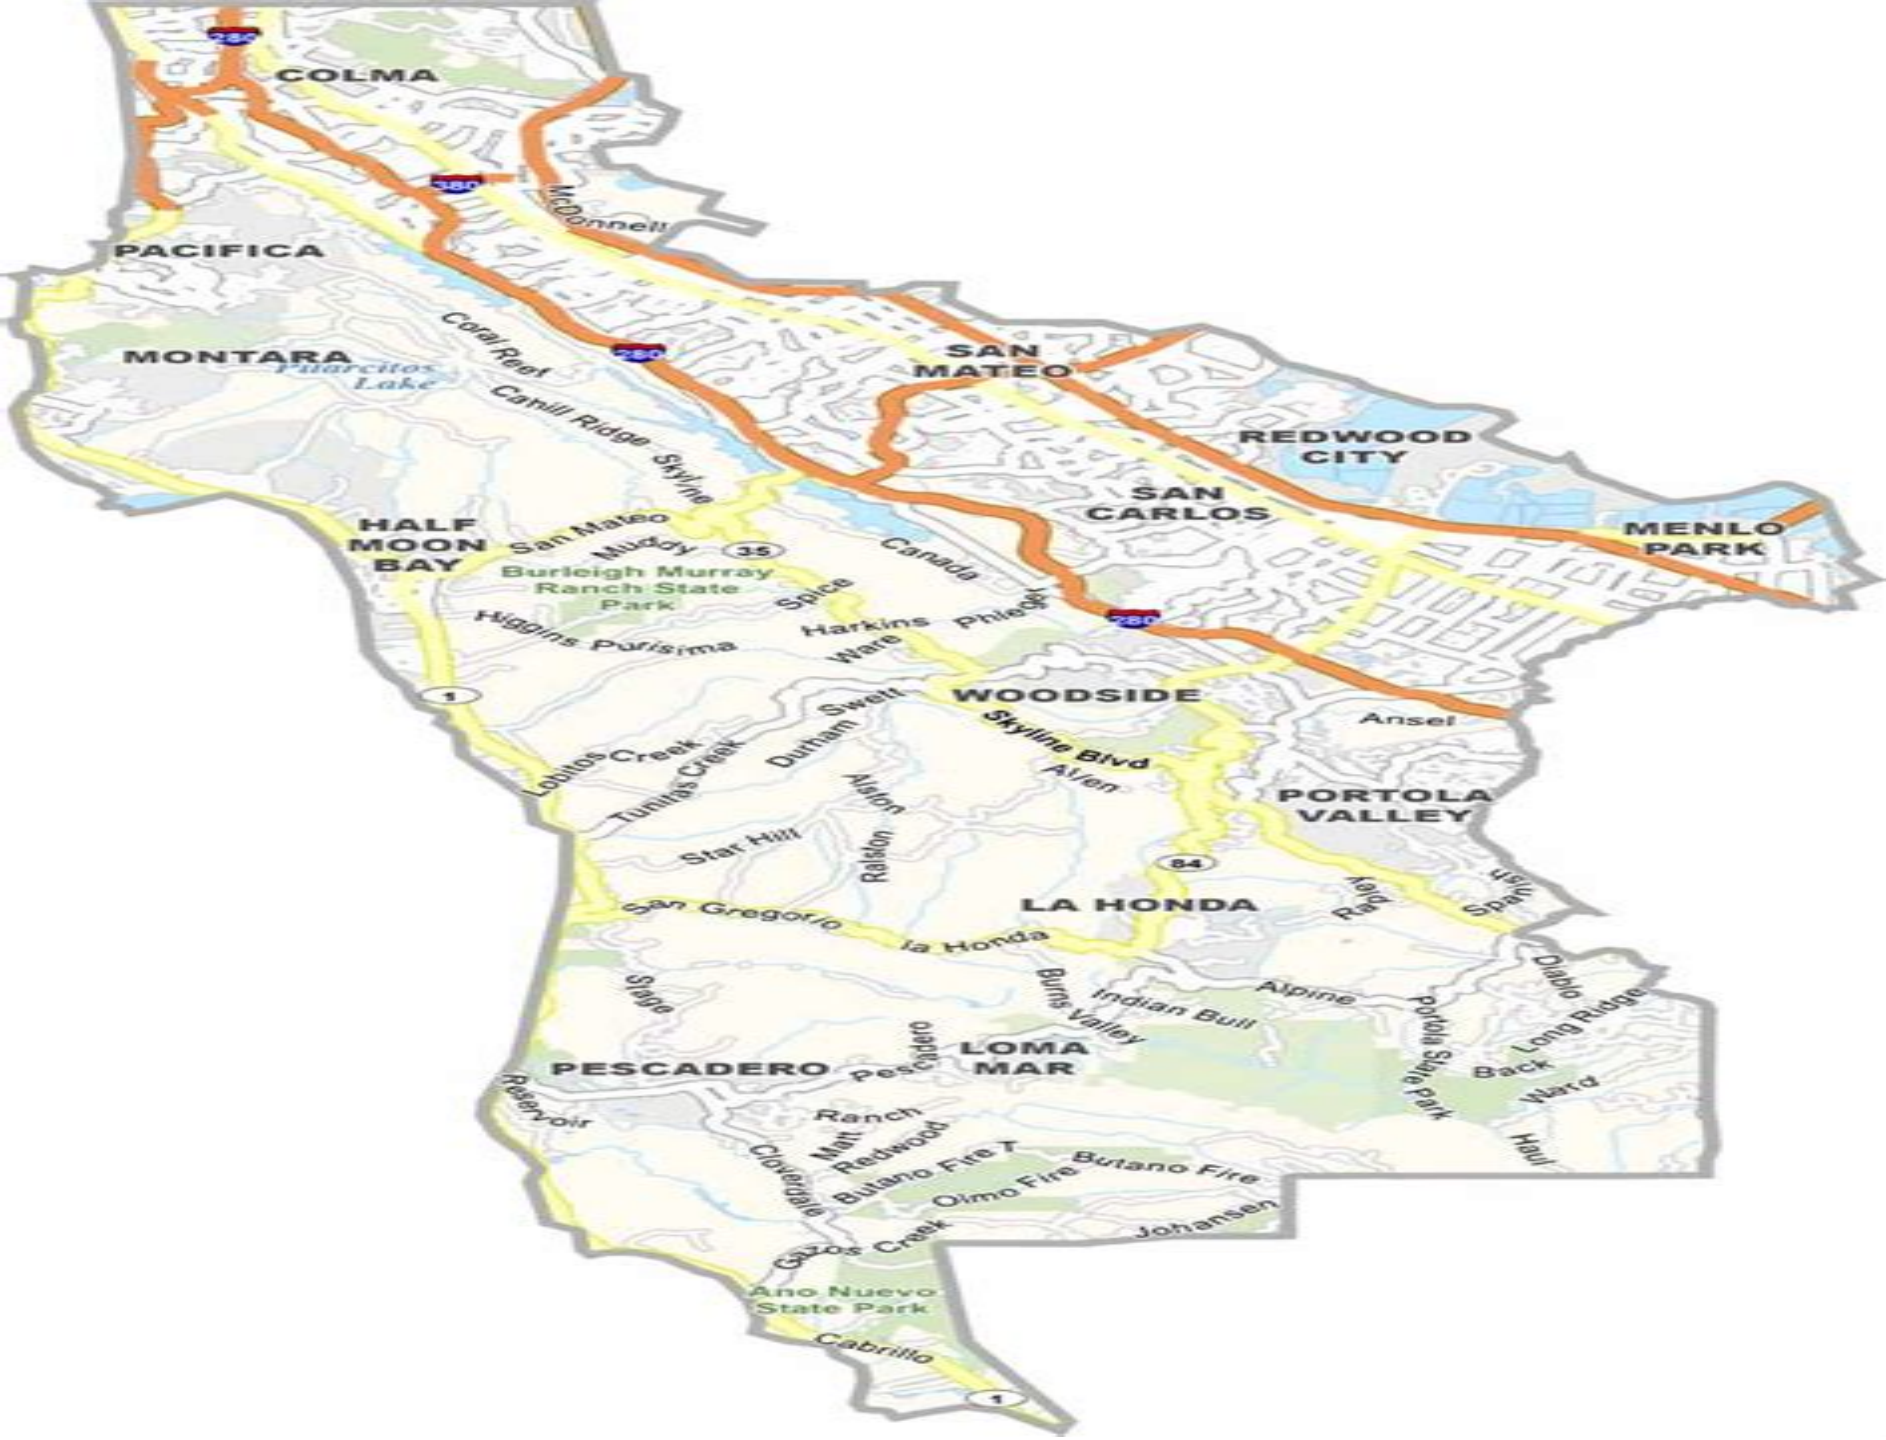 280
COLMA
380
McDonnell
PACIFICA
Coral Reef
280
MONTARA
Pilarcitos
Lake
SAN
MATEO
Cahill Ridge
Skyline
REDWOOD
CITY
SAN
CARLOS
MENLO
PARK
HALF
MOON
BAY
San Mateo
Muddy
35
Canada
Burleigh Murray
Ranch State
Park
Spice
Higgins Purisima
Harkins
Phleger
Ware
280
1
WOODSIDE
Swett
Ansel
Skyline Blvd
Durham
Lobitos Creek
Tunitas Creek
Allen
Alston
PORTOLA
VALLEY
Star Hill
Ralston
84
San Gregorio
la Honda
LA HONDA
Spanish
Stage
Burns Valley
Indian Bull
Alpine
Diablo
Long Ridge
Portola State Park
PESCADERO
Pescadero
LOMA
MAR
Back
Ward
Reservoir
Ranch
Matt
Redwood
Haul
Cloverdale
Butano Fire T
Butano Fire
Olmo Fire
Johansen
Gazos Creek
Ano Nuevo
State Park
Cabrillo
1